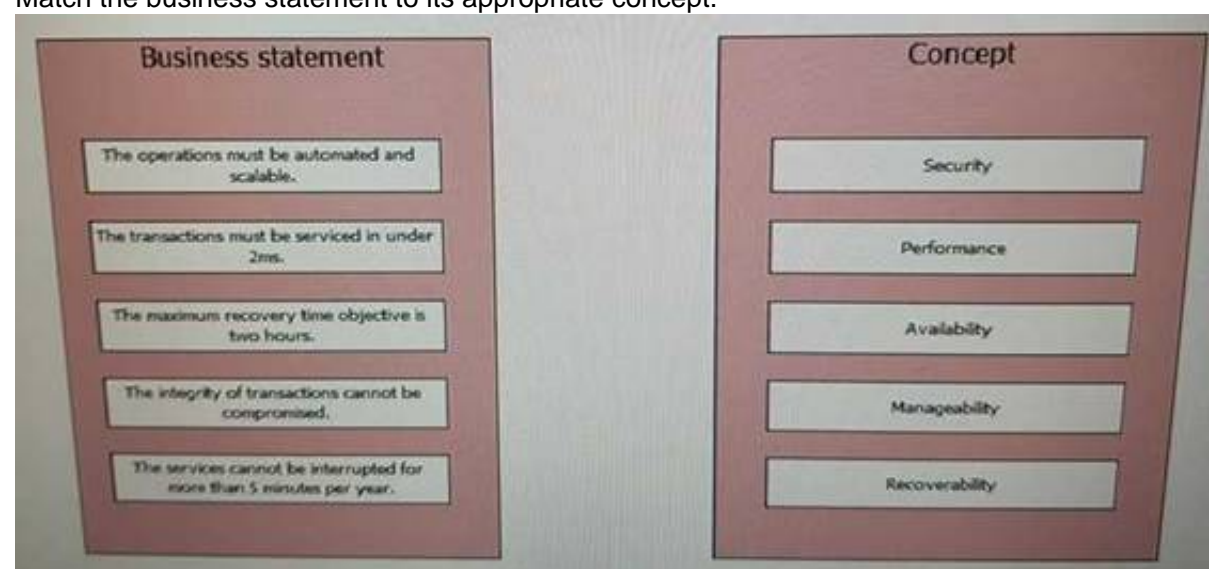 Match the business statement to its appropriate concept.
Business statement
The operations must be automated and
scalable.
The transactions must be serviced in under
2ms.
The maximum recovery time objective is
two hours.
The integrity of transactions cannot be
compromised.
The services cannot be interrupted for
more than 5 minutes per year.
Concept
Security
Performance
Availability
Manageability
Recoverability